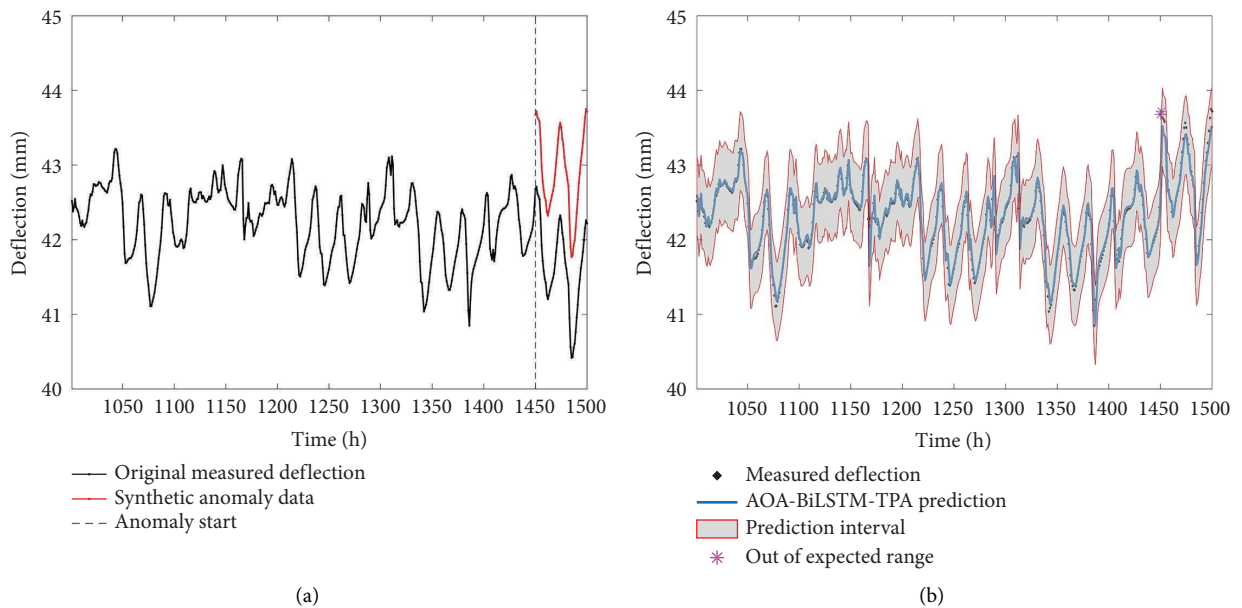 45
44
43
42
41
40
Deflection (mm)
1050 1100 1150 1200 1250 1300 1350 1400 1450 1500
Time (h)
Original measured deflection
Synthetic anomaly data
Anomaly start
(a)
45
44
43
42
41
40
Deflection (mm)
1050 1100 1150 1200 1250 1300 1350 1400 1450 1500
Time (h)
Measured deflection
AOA-BiLSTM-TPA prediction
Prediction interval
Out of expected range
(b)